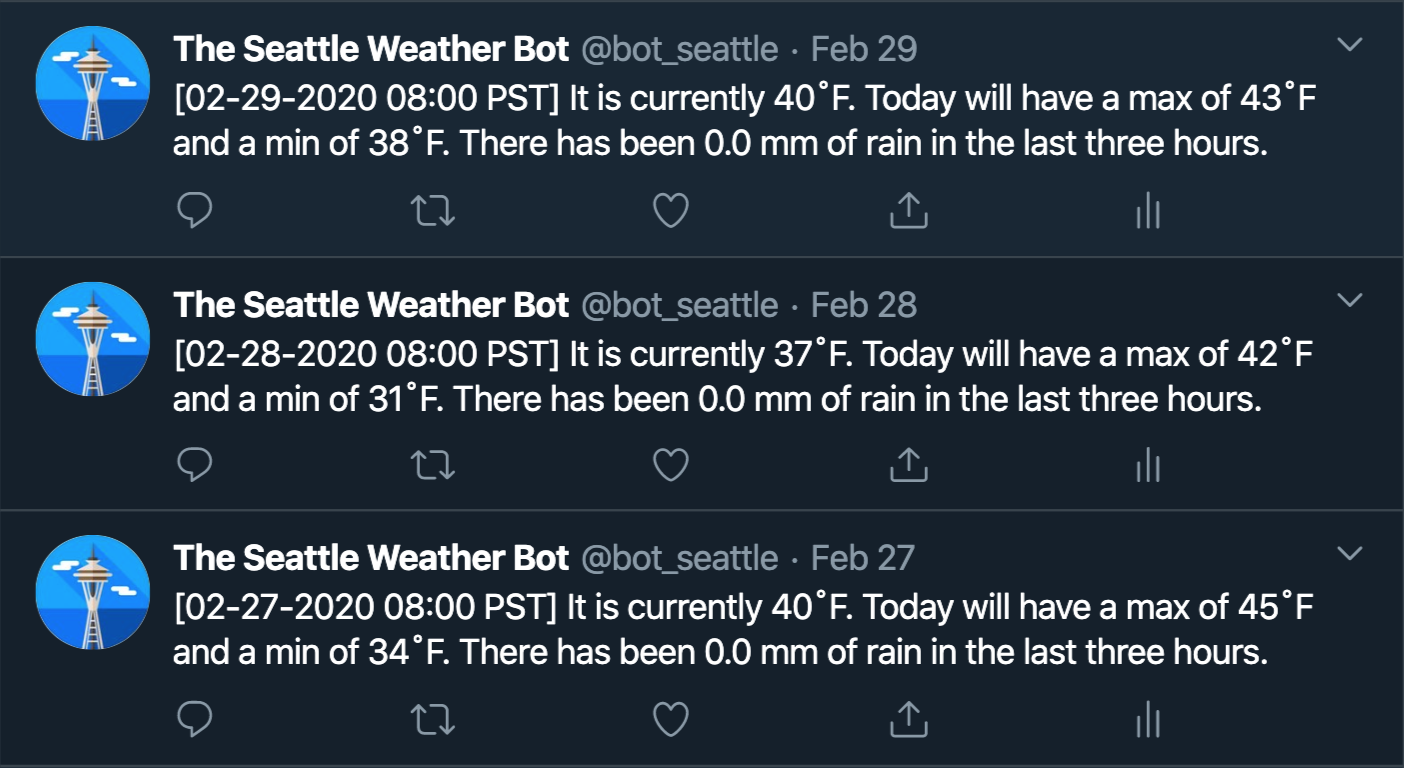 The Seattle Weather Bot @bot_seattle · Feb 29
[02-29-2020 08:00 PST] It is currently 40˚F. Today will have a max of 43˚F
and a min of 38˚F. There has been 0.0 mm of rain in the last three hours.
The Seattle Weather Bot @bot_seattle · Feb 28
[02-28-2020 08:00 PST] It is currently 37˚F. Today will have a max of 42˚F
and a min of 31˚F. There has been 0.0 mm of rain in the last three hours.
The Seattle Weather Bot @bot_seattle · Feb 27
[02-27-2020 08:00 PST] It is currently 40˚F. Today will have a max of 45˚F
and a min of 34˚F. There has been 0.0 mm of rain in the last three hours.